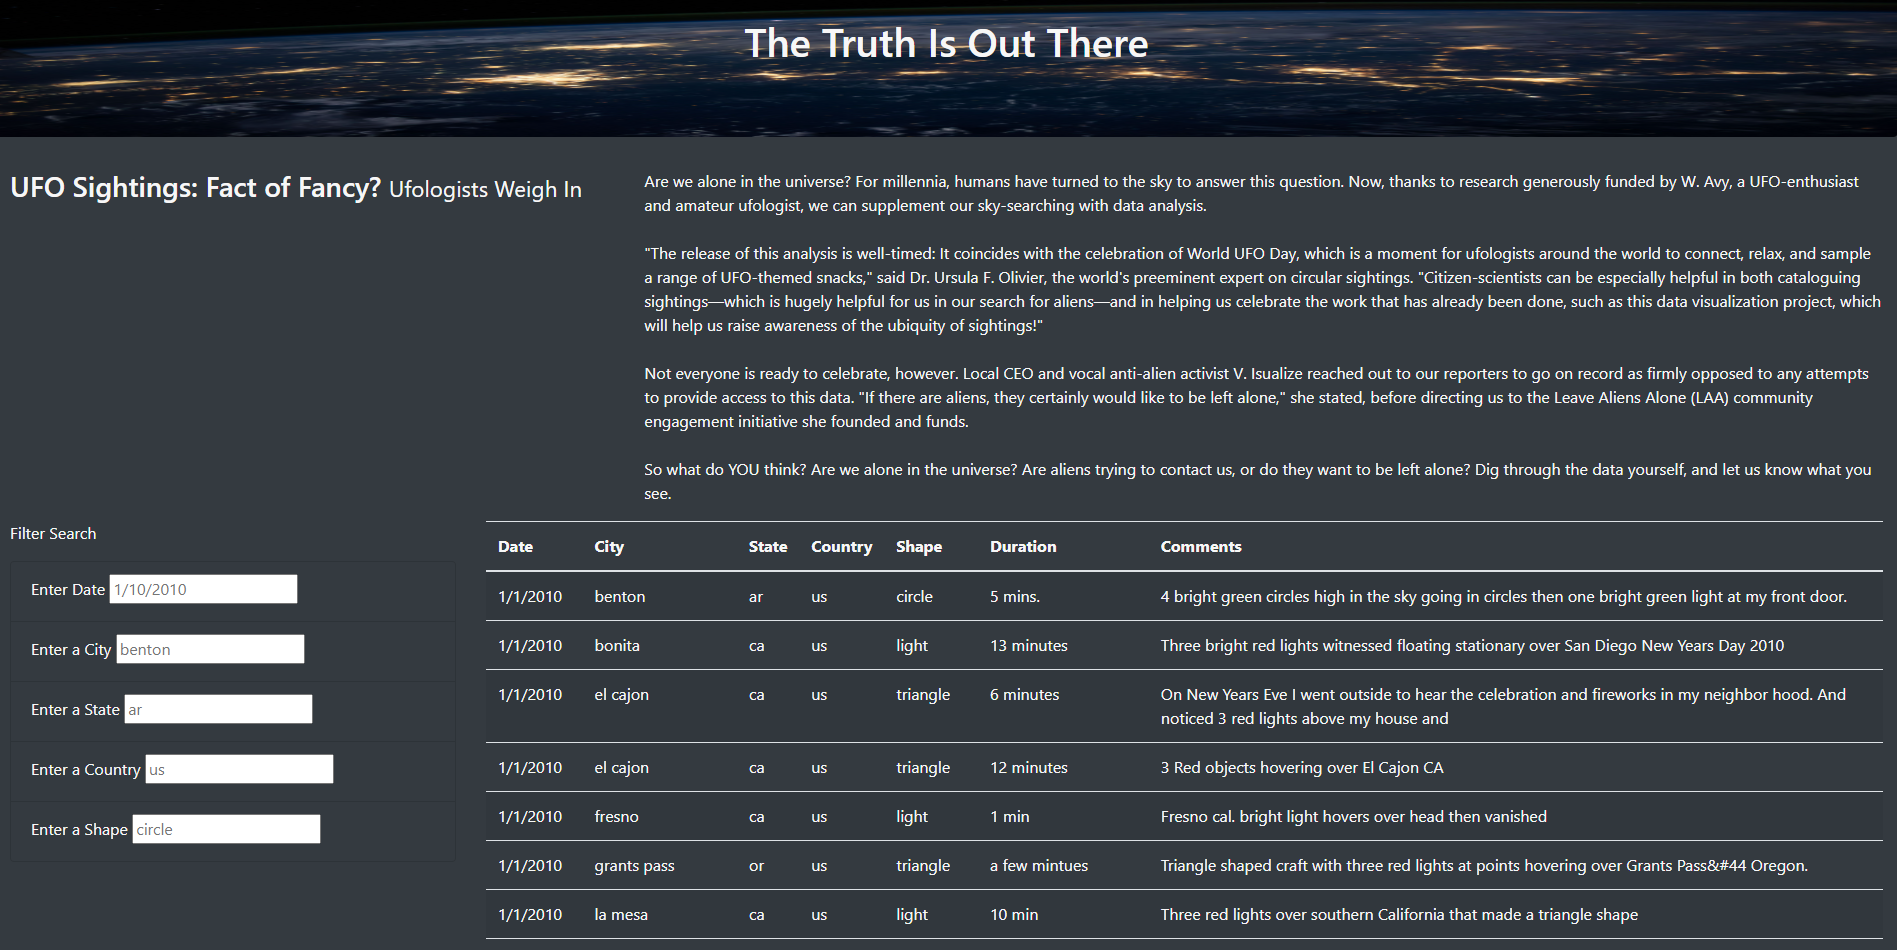 The Truth Is Out There
UFO Sightings: Fact of Fancy? Ufologists Weigh In
Are we alone in the universe? For millennia, humans have turned to the sky to answer this question. Now, thanks to research generously funded by W. Avy, a UFO-enthusiast
and amateur ufologist, we can supplement our sky-searching with data analysis.
"The release of this analysis is well-timed: It coincides with the celebration of World UFO Day, which is a moment for ufologists around the world to connect, relax, and sample
a range of UFO-themed snacks," said Dr. Ursula F. Olivier, the world's preeminent expert on circular sightings. "Citizen-scientists can be especially helpful in both cataloguing
sightings—which is hugely helpful for us in our search for aliens—and in helping us celebrate the work that has already been done, such as this data visualization project, which
will help us raise awareness of the ubiquity of sightings!"
Not everyone is ready to celebrate, however. Local CEO and vocal anti-alien activist V. Isualize reached out to our reporters to go on record as firmly opposed to any attempts
to provide access to this data. "If there are aliens, they certainly would like to be left alone," she stated, before directing us to the Leave Aliens Alone (LAA) community
engagement initiative she founded and funds.
So what do YOU think? Are we alone in the universe? Are aliens trying to contact us, or do they want to be left alone? Dig through the data yourself, and let us know what you
see.
Filter Search
Enter Date 1/10/2010
Enter a City benton
Enter a State ar
Enter a Country us
Enter a Shape circle
Date City State Country Shape Duration Comments
1/1/2010 benton ar us circle 5 mins. 4 bright green circles high in the sky going in circles then one bright green light at my front door.
1/1/2010 bonita ca us light 13 minutes Three bright red lights witnessed floating stationary over San Diego New Years Day 2010
1/1/2010 el cajon ca us triangle 6 minutes On New Years Eve I went outside to hear the celebration and fireworks in my neighbor hood. And
noticed 3 red lights above my house and
1/1/2010 el cajon ca us triangle 12 minutes 3 Red objects hovering over El Cajon CA
1/1/2010 fresno ca us light 1 min Fresno cal. bright light hovers over head then vanished
1/1/2010 grants pass or us triangle a few mintues Triangle shaped craft with three red lights at points hovering over Grants Pass&#44 Oregon.
1/1/2010 la mesa ca us light 10 min Three red lights over southern California that made a triangle shape